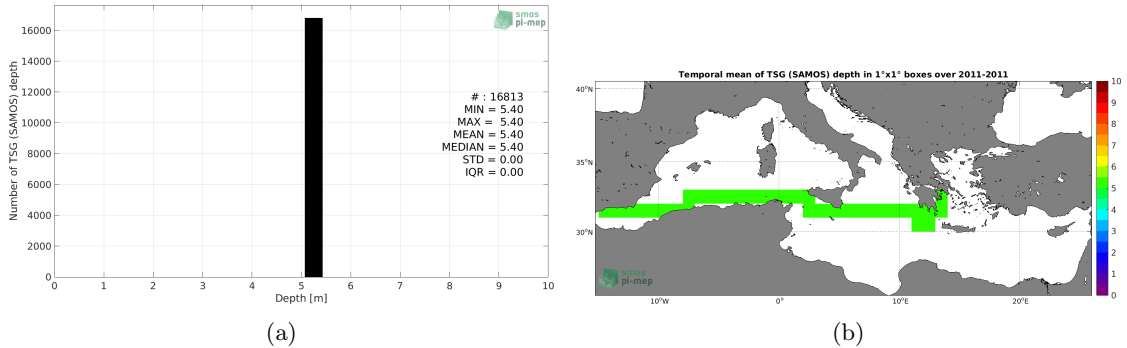 16000
14000
12000
10000
8000
6000
4000
2000
0
Number of TSG (SAMOS) depth
smos
pi-mep
# : 16813
MIN = 5.40
MAX = 5.40
MEAN = 5.40
MEDIAN = 5.40
STD = 0.00
IQR = 0.00
0 1 2 3 4 5 6 7 8 9 10
Depth [m]
(a)
Temporal mean of TSG (SAMOS) depth in 1°x1° boxes over 2011-2011
40°N
35°N
30°N
10°W 0° 10°E 20°E
smos
pi-mep
10
9
8
7
6
5
4
3
2
1
0
(b)